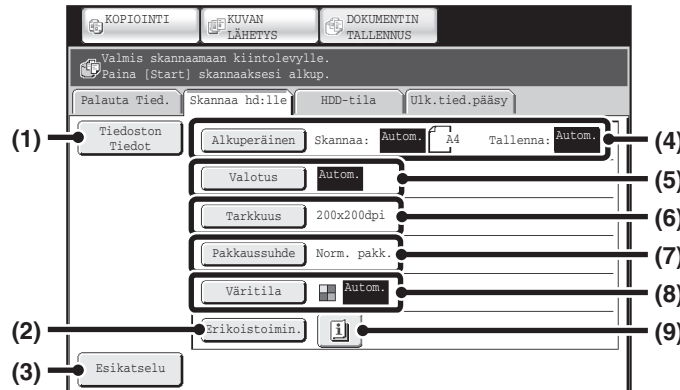 KOPIOINTI
KUVAN
LÄHETYS
DOKUMENTIN
TALLENNUS
Valmis skannaamaan kiintolevylle.
Paina [Start] skannaaksesi alkup.
Palauta Tied.
Skannaa hd:lle
HDD-tila
Ulk.tied.pääsy
(1)
Tiedoston
Tiedot
Alkuperäinen Skannaa: Autom. A4 Tallenna: Autom.
(4)
Valotus Autom.
(5)
Tarkkuus 200x200dpi
(6)
Pakkaussuhde Norm. pakk.
(7)
Väritila Autom.
(8)
(2)
Erikoistoimin.
(9)
(3)
Esikatselu